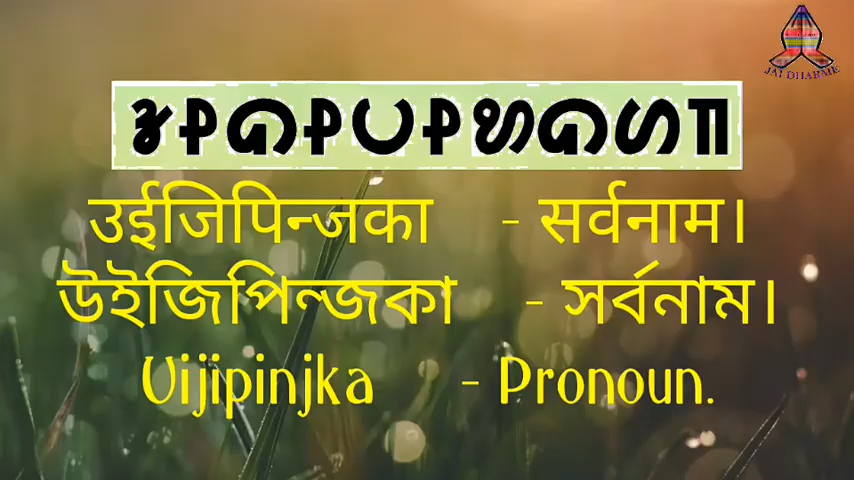 JAI DHARME
उईजिपिन्जका - सर्वनाम।
উইজিপিন্জকা - সর্বনাম।
Uijipinjka - Pronoun.